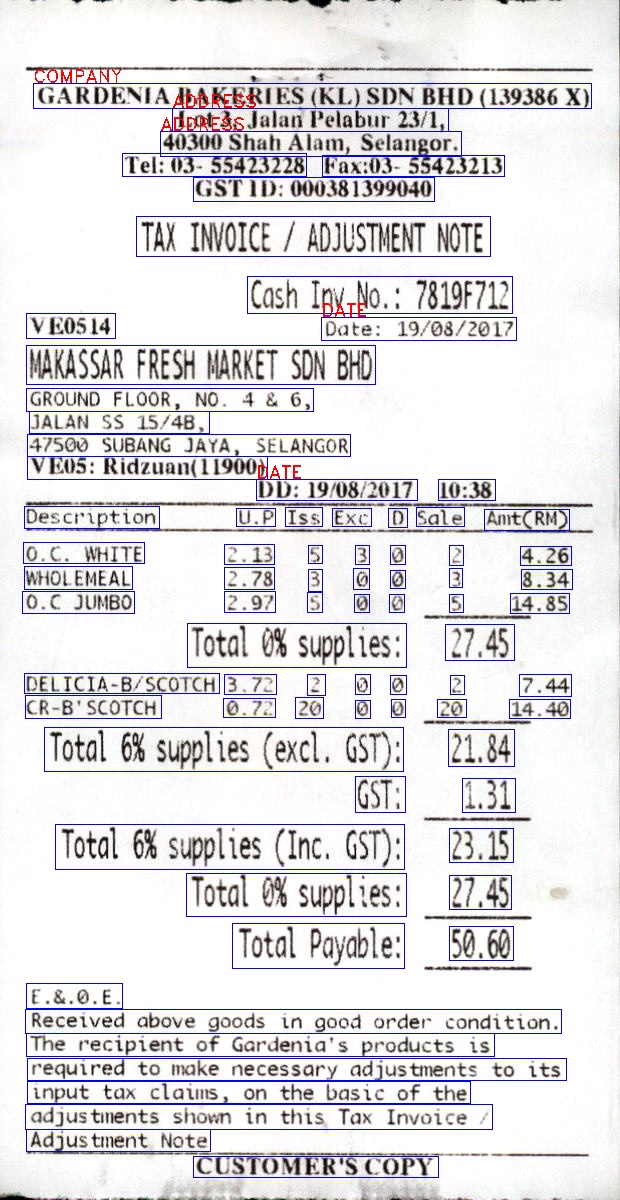 COMPANY
GARDENIA BAKERIES (KL) SDN BHD (139386 X)
ADDRESS
Lot 3, Jalan Pelabur 23/1,
ADDRESS
40300 Shah Alam, Selangor.
Tel: 03- 55423228 Fax:03- 55423213
GST ID: 000381399040
TAX INVOICE / ADJUSTMENT NOTE
Cash Inv No.: 7819F712
DATE
VE0514 Date: 19/08/2017
MAKASSAR FRESH MARKET SDN BHD
GROUND FLOOR, NO. 4 & 6,
JALAN SS 15/4B,
47500 SUBANG JAYA, SELANGOR
VE05: Ridzuan(11900)
DATE
DD: 19/08/2017 10:38
Description U.P Iss Exc D Sale Amt(RM)
O.C. WHITE 2.13 5 3 0 2 4.26
WHOLEMEAL 2.78 3 0 0 3 8.34
O.C JUMBO 2.97 5 0 0 5 14.85
Total 0% supplies: 27.45
DELICIA-B/SCOTCH 3.72 2 0 0 2 7.44
CR-B'SCOTCH 0.72 20 0 0 20 14.40
Total 6% supplies (excl. GST): 21.84
GST: 1.31
Total 6% supplies (Inc. GST): 23.15
Total 0% supplies: 27.45
Total Payable: 50.60
E.&.O.E.
Received above goods in good order condition.
The recipient of Gardenia's products is
required to make necessary adjustments to its
input tax claims, on the basic of the
adjustments shown in this Tax Invoice /
Adjustment Note
CUSTOMER'S COPY